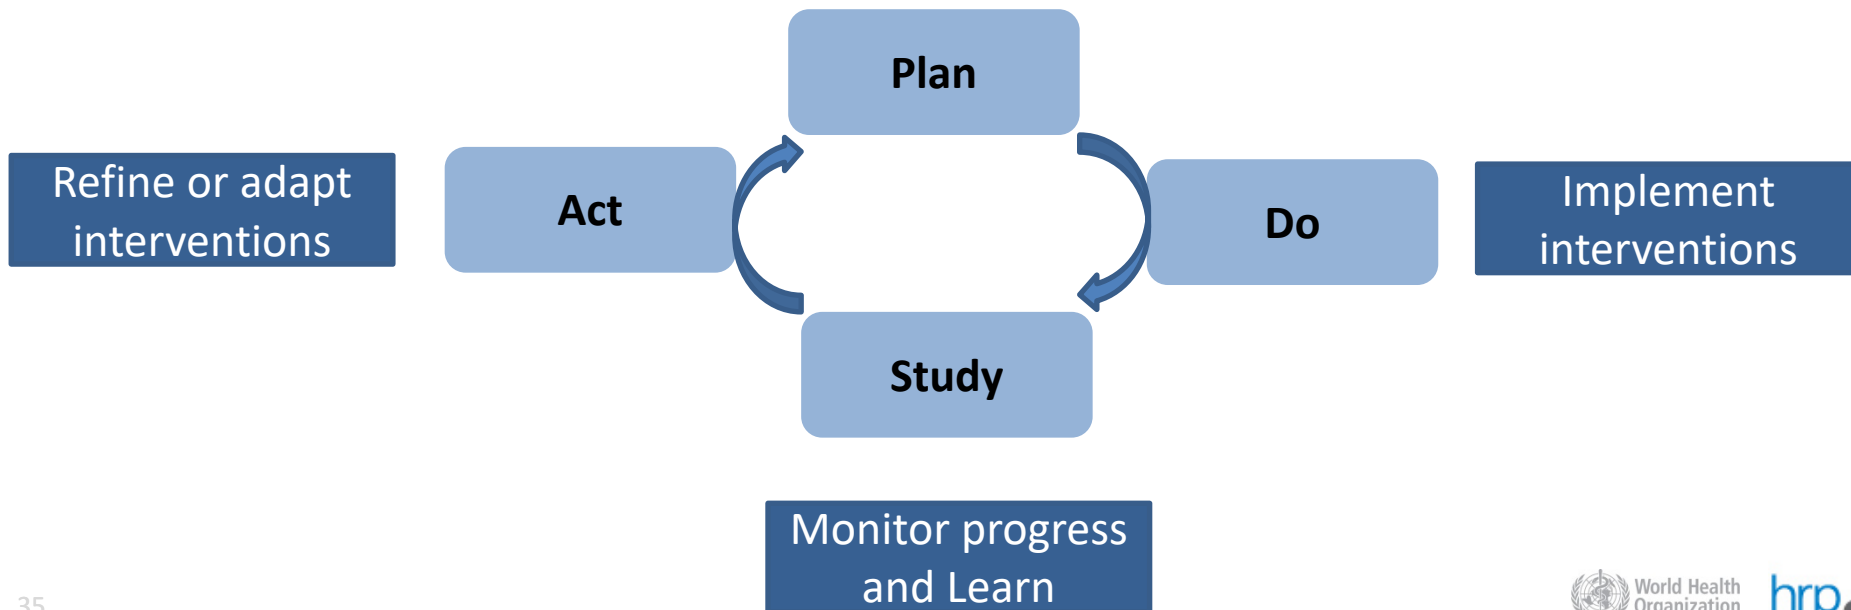 Plan
Refine or adapt
interventions
Act
Do
Implement
interventions
Study
Monitor progress
and Learn
35
World Health
Organization
hrp